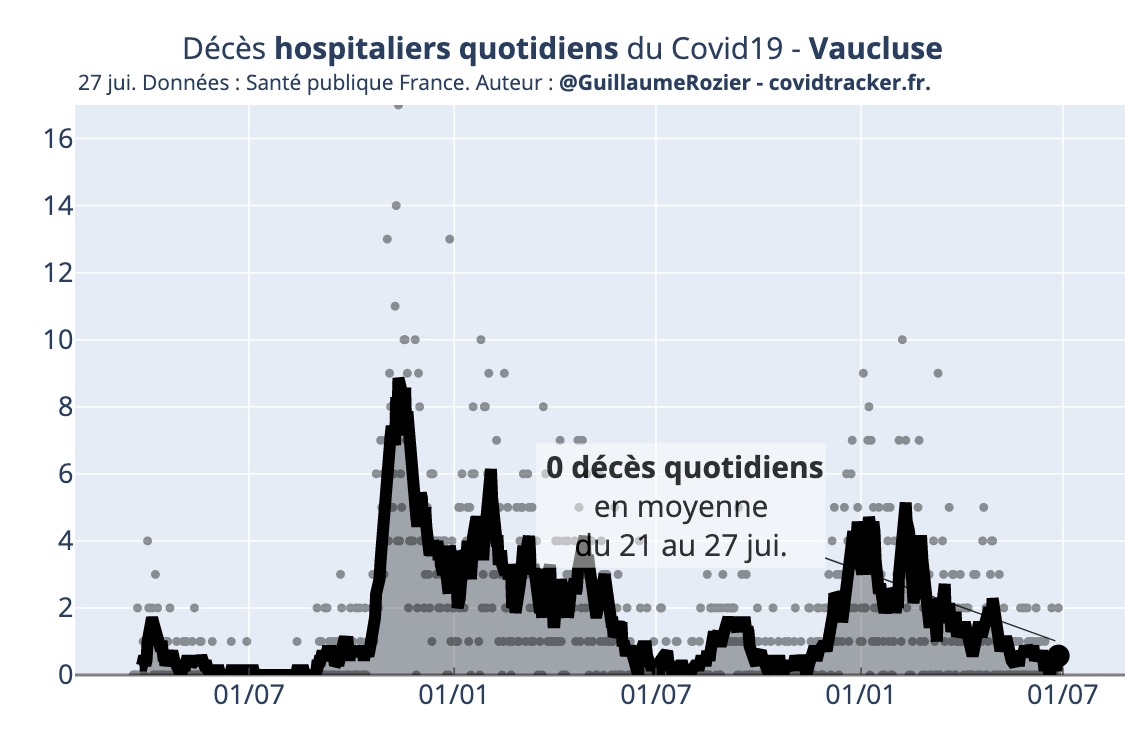 Décès hospitaliers quotidiens du Covid19 - Vaucluse
27 jui. Données : Santé publique France. Auteur : @GuillaumeRozier - covidtracker.fr.
16
14
12
10
8
6
4
2
0
0 décès quotidiens
en moyenne
du 21 au 27 jui.
01/07
01/01
01/07
01/01
01/07